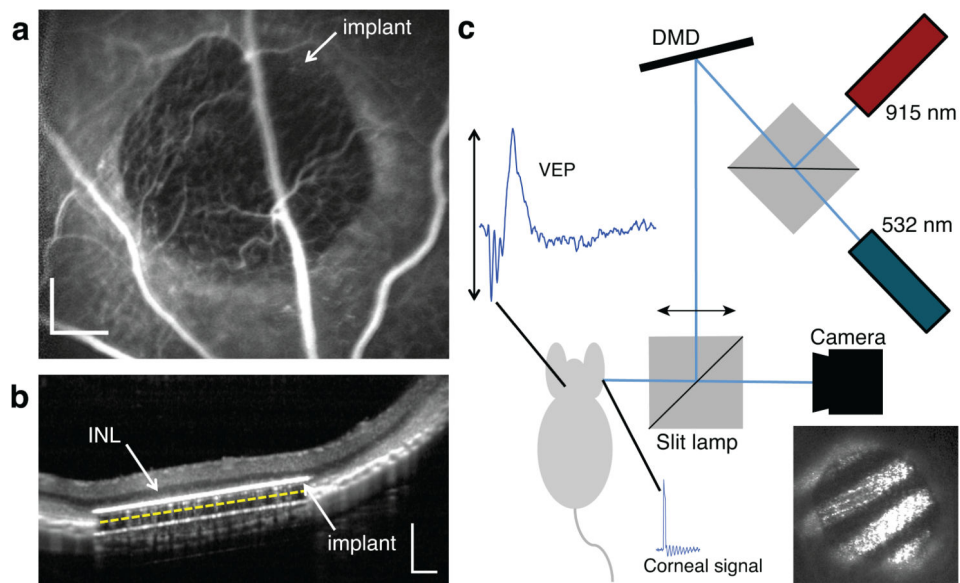 a
implant
b
INL
implant
c
DMD
915 nm
532 nm
VEP
Camera
Slit lamp
Corneal signal